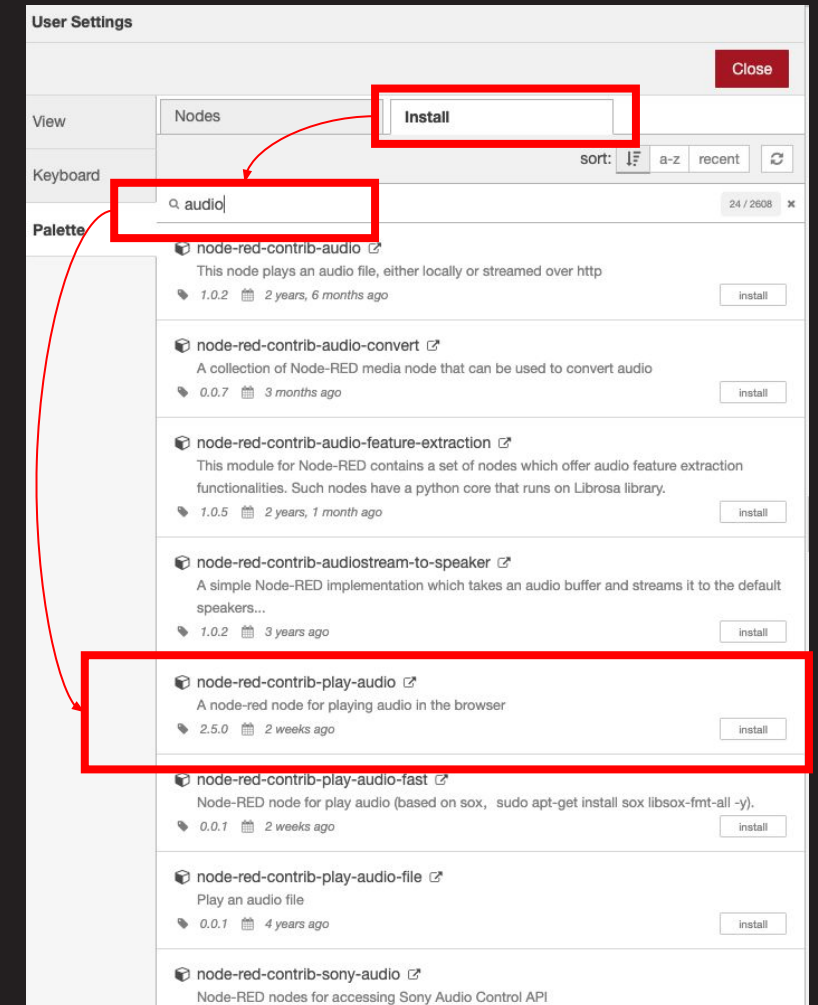 User Settings
Close
View
Keyboard
Palette
Nodes
Install
sort: a-z recent
audio
24 / 2608 ×
node-red-contrib-audio
This node plays an audio file, either locally or streamed over http
1.0.2 2 years, 6 months ago
install
node-red-contrib-audio-convert
A collection of Node-RED media node that can be used to convert audio
0.0.7 3 months ago
install
node-red-contrib-audio-feature-extraction
This module for Node-RED contains a set of nodes which offer audio feature extraction
functionalities. Such nodes have a python core that runs on Librosa library.
1.0.5 2 years, 1 month ago
install
node-red-contrib-audiostream-to-speaker
A simple Node-RED implementation which takes an audio buffer and streams it to the default
speakers...
1.0.2 3 years ago
install
node-red-contrib-play-audio
A node-red node for playing audio in the browser
2.5.0 2 weeks ago
install
node-red-contrib-play-audio-fast
Node-RED node for play audio (based on sox，sudo apt-get install sox libsox-fmt-all -y).
0.0.1 2 weeks ago
install
node-red-contrib-play-audio-file
Play an audio file
0.0.1 4 years ago
install
node-red-contrib-sony-audio
Node-RED nodes for accessing Sony Audio Control API